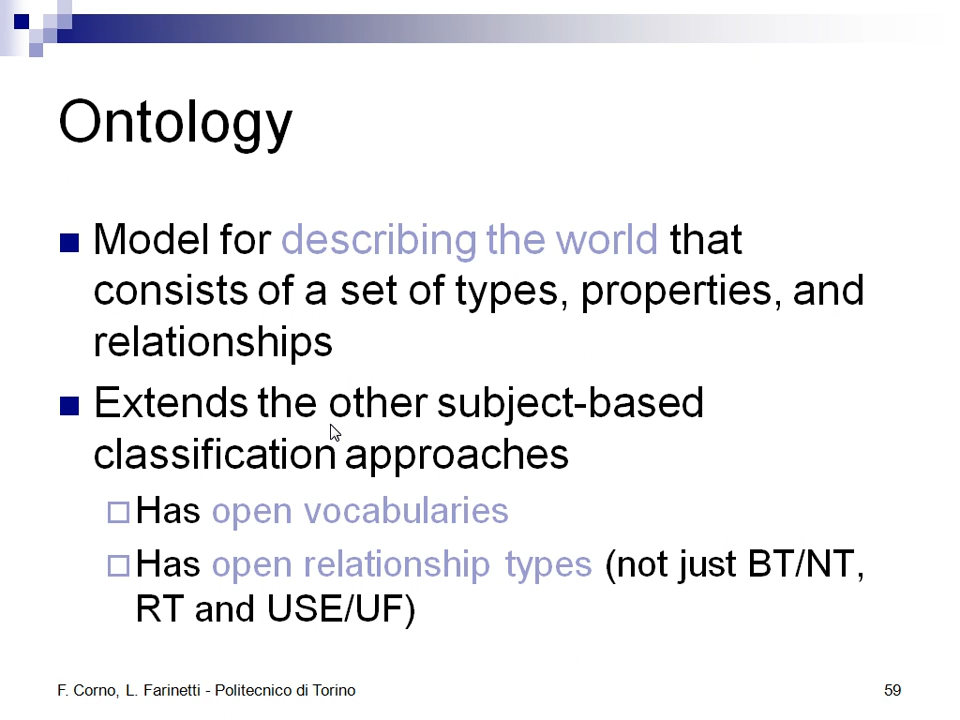 Ontology
Model for describing the world that
consists of a set of types, properties, and
relationships
Extends the other subject-based
classification approaches
Has open vocabularies
Has open relationship types (not just BT/NT,
RT and USE/UF)
F. Corno, L. Farinetti - Politecnico di Torino
59